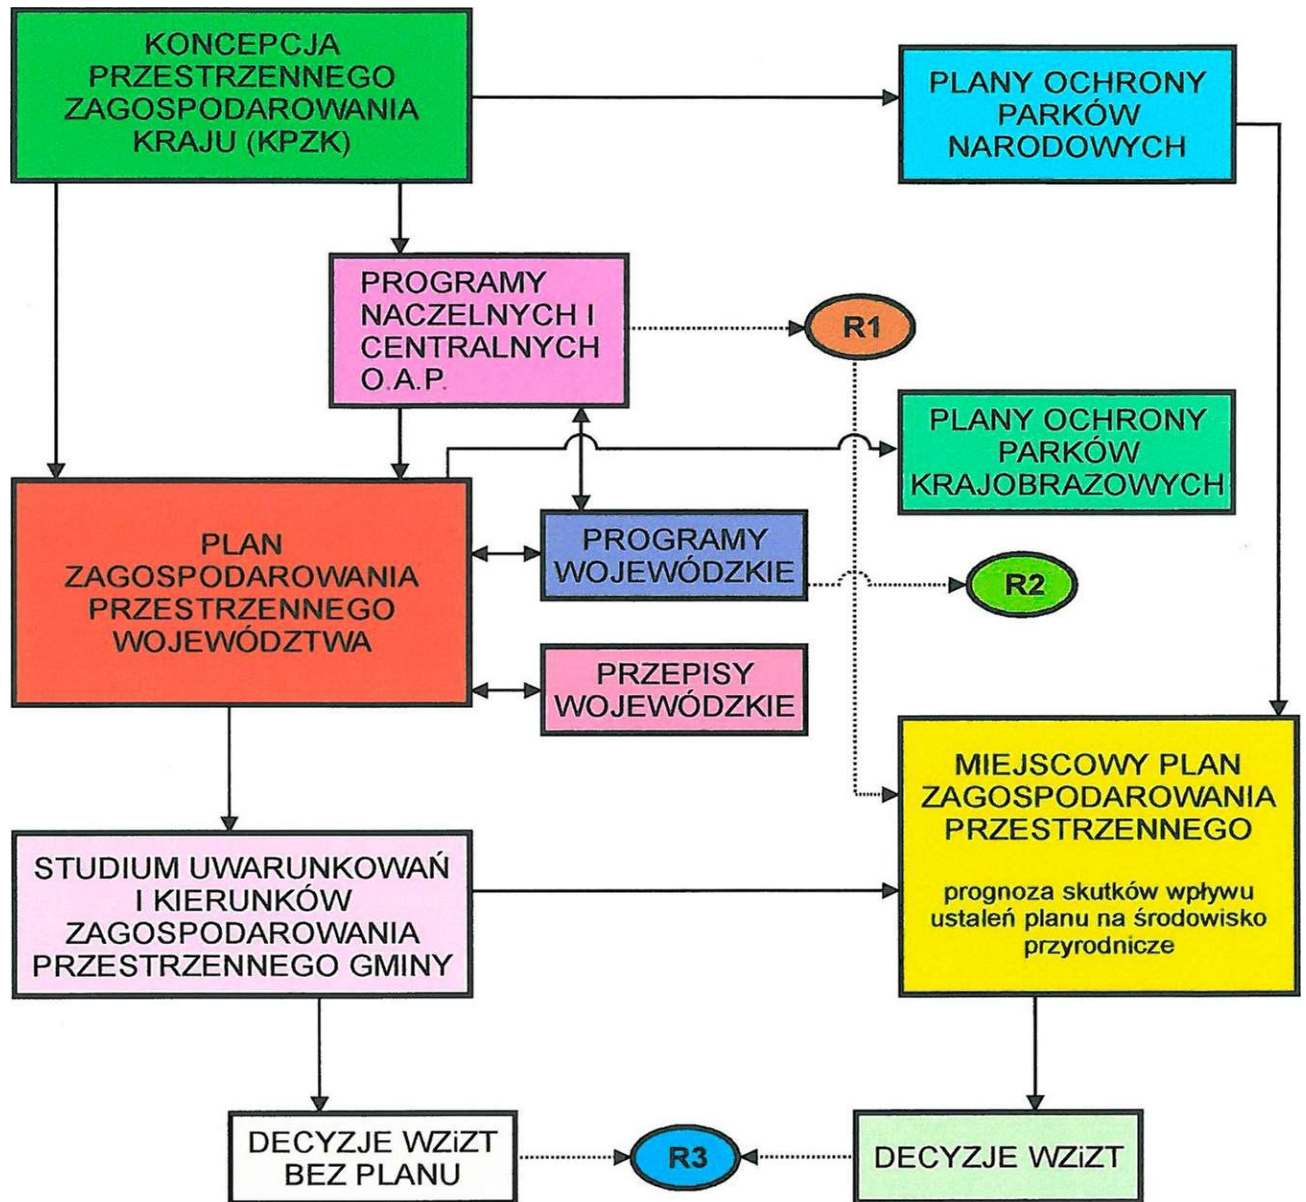 KONCEPCJA
PRZESTRZENNEGO
ZAGOSPODAROWANIA
KRAJU (KPZK)
PLANY OCHRONY
PARKÓW
NARODOWYCH
PROGRAMY
NACZELNYCH I
CENTRALNYCH
O.A.P.
R1
PLANY OCHRONY
PARKÓW
KRAJOBRAZOWYCH
PLAN
ZAGOSPODAROWANIA
PRZESTRZENNEGO
WOJEWÓDZTWA
PROGRAMY
WOJEWÓDZKIE
R2
PRZEPISY
WOJEWÓDZKIE
MIEJSCOWY PLAN
ZAGOSPODAROWANIA
PRZESTRZENNEGO
prognoza skutków wpływu
ustaleń planu na środowisko
przyrodnicze
STUDIUM UWARUNKOWAŃ
I KIERUNKÓW
ZAGOSPODAROWANIA
PRZESTRZENNEGO GMINY
DECYZJE WZiZT
BEZ PLANU
R3
DECYZJE WZiZT